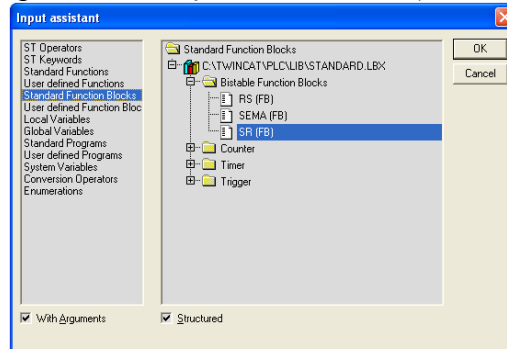 Input assistant
ST Operators
ST Keywords
Standard Functions
User defined Functions
Standard Function Blocks
User defined Function Bloc
Local Variables
Global Variables
Standard Programs
User defined Programs
System Variables
Conversion Operators
Enumerations
Standard Function Blocks
C:\TWINCAT\PLC\LIB\STANDARD.LBX
Bistable Function Blocks
RS (FB)
SEMA (FB)
SR (FB)
Counter
Timer
Trigger
OK
Cancel
With Arguments
Structured